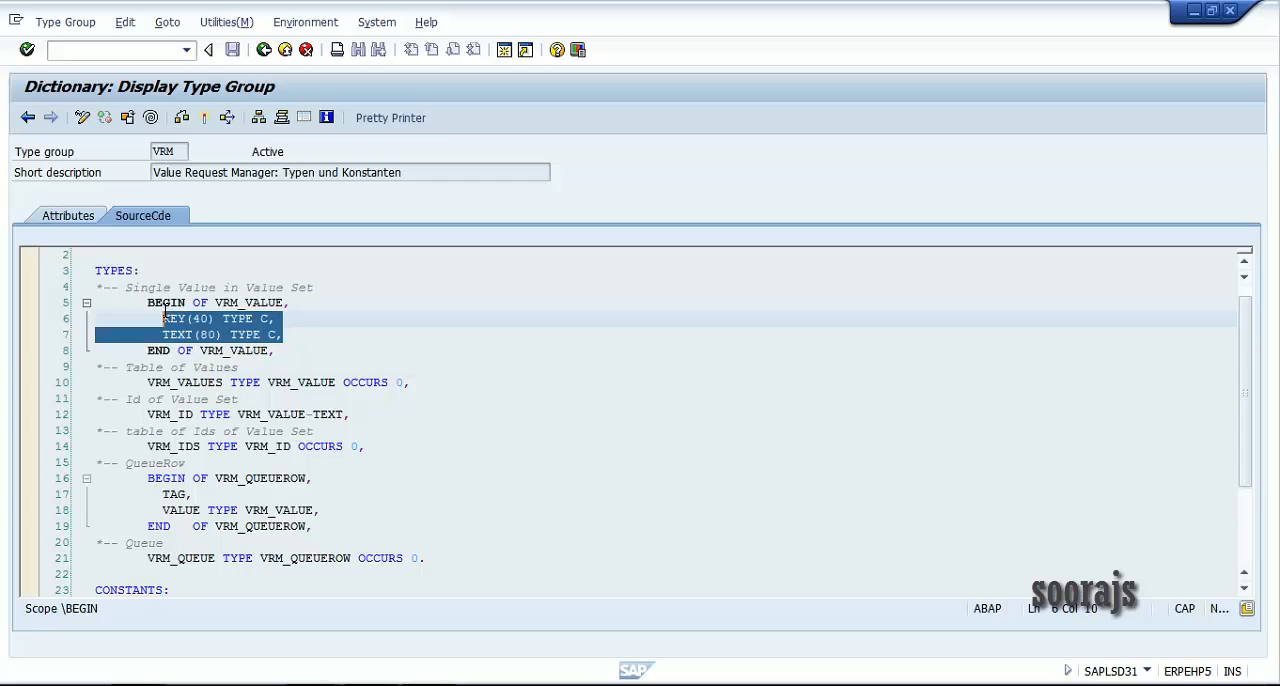 Type Group Edit Goto Utilities(M) Environment System Help
Dictionary: Display Type Group
Pretty Printer
Type group VRM Active
Short description Value Request Manager: Typen und Konstanten
Attributes SourceCde
2
3 TYPES:
4 *-- Single Value in Value Set
5 BEGIN OF VRM_VALUE,
6 KEY(40) TYPE C,
7 TEXT(80) TYPE C,
8 END OF VRM_VALUE,
9 *-- Table of Values
10 VRM_VALUES TYPE VRM_VALUE OCCURS 0,
11 *-- Id of Value Set
12 VRM_ID TYPE VRM_VALUE-TEXT,
13 *-- table of Ids of Value Set
14 VRM_IDS TYPE VRM_ID OCCURS 0,
15 *-- QueueRow
16 BEGIN OF VRM_QUEUEROW,
17 TAG,
18 VALUE TYPE VRM_VALUE,
19 END OF VRM_QUEUEROW,
20 *-- Queue
21 VRM_QUEUE TYPE VRM_QUEUEROW OCCURS 0.
22
23 CONSTANTS:
soorajs
Scope \BEGIN ABAP Ln 6 Col 10 CAP N...
SAP SAPLSD31 ERPEHP5 INS